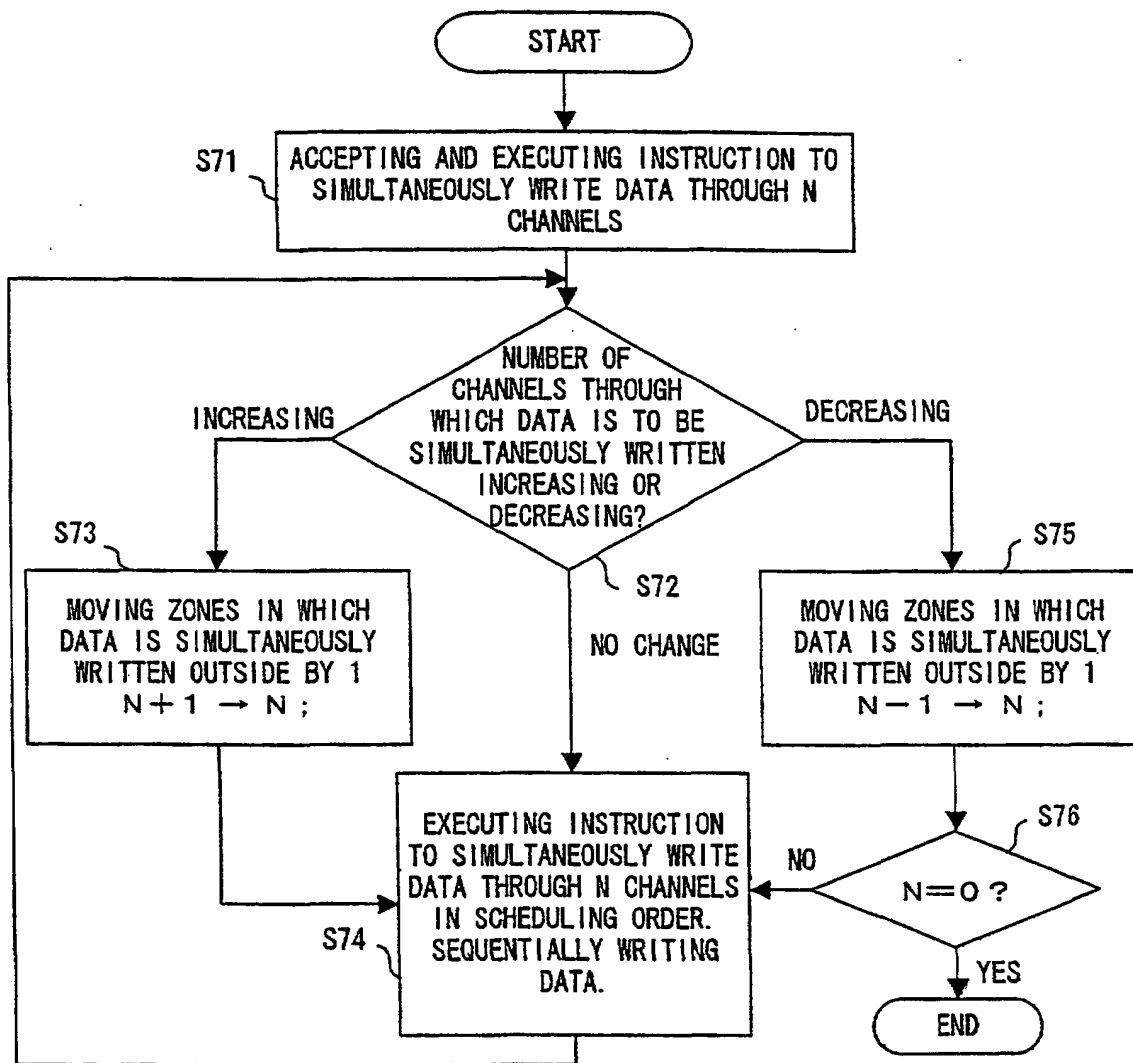 START
S71
ACCEPTING AND EXECUTING INSTRUCTION TO
SIMULTANEOUSLY WRITE DATA THROUGH N
CHANNELS
NUMBER OF
CHANNELS THROUGH
WHICH DATA IS TO BE
SIMULTANEOUSLY WRITTEN
INCREASING OR
DECREASING?
INCREASING
DECREASING
S72
NO CHANGE
S73
MOVING ZONES IN WHICH
DATA IS SIMULTANEOUSLY
WRITTEN OUTSIDE BY 1
N+1 → N ;
S75
MOVING ZONES IN WHICH
DATA IS SIMULTANEOUSLY
WRITTEN OUTSIDE BY 1
N−1 → N ;
S74
EXECUTING INSTRUCTION
TO SIMULTANEOUSLY WRITE
DATA THROUGH N CHANNELS
IN SCHEDULING ORDER.
SEQUENTIALLY WRITING
DATA.
S76
NO
N=0 ?
YES
END